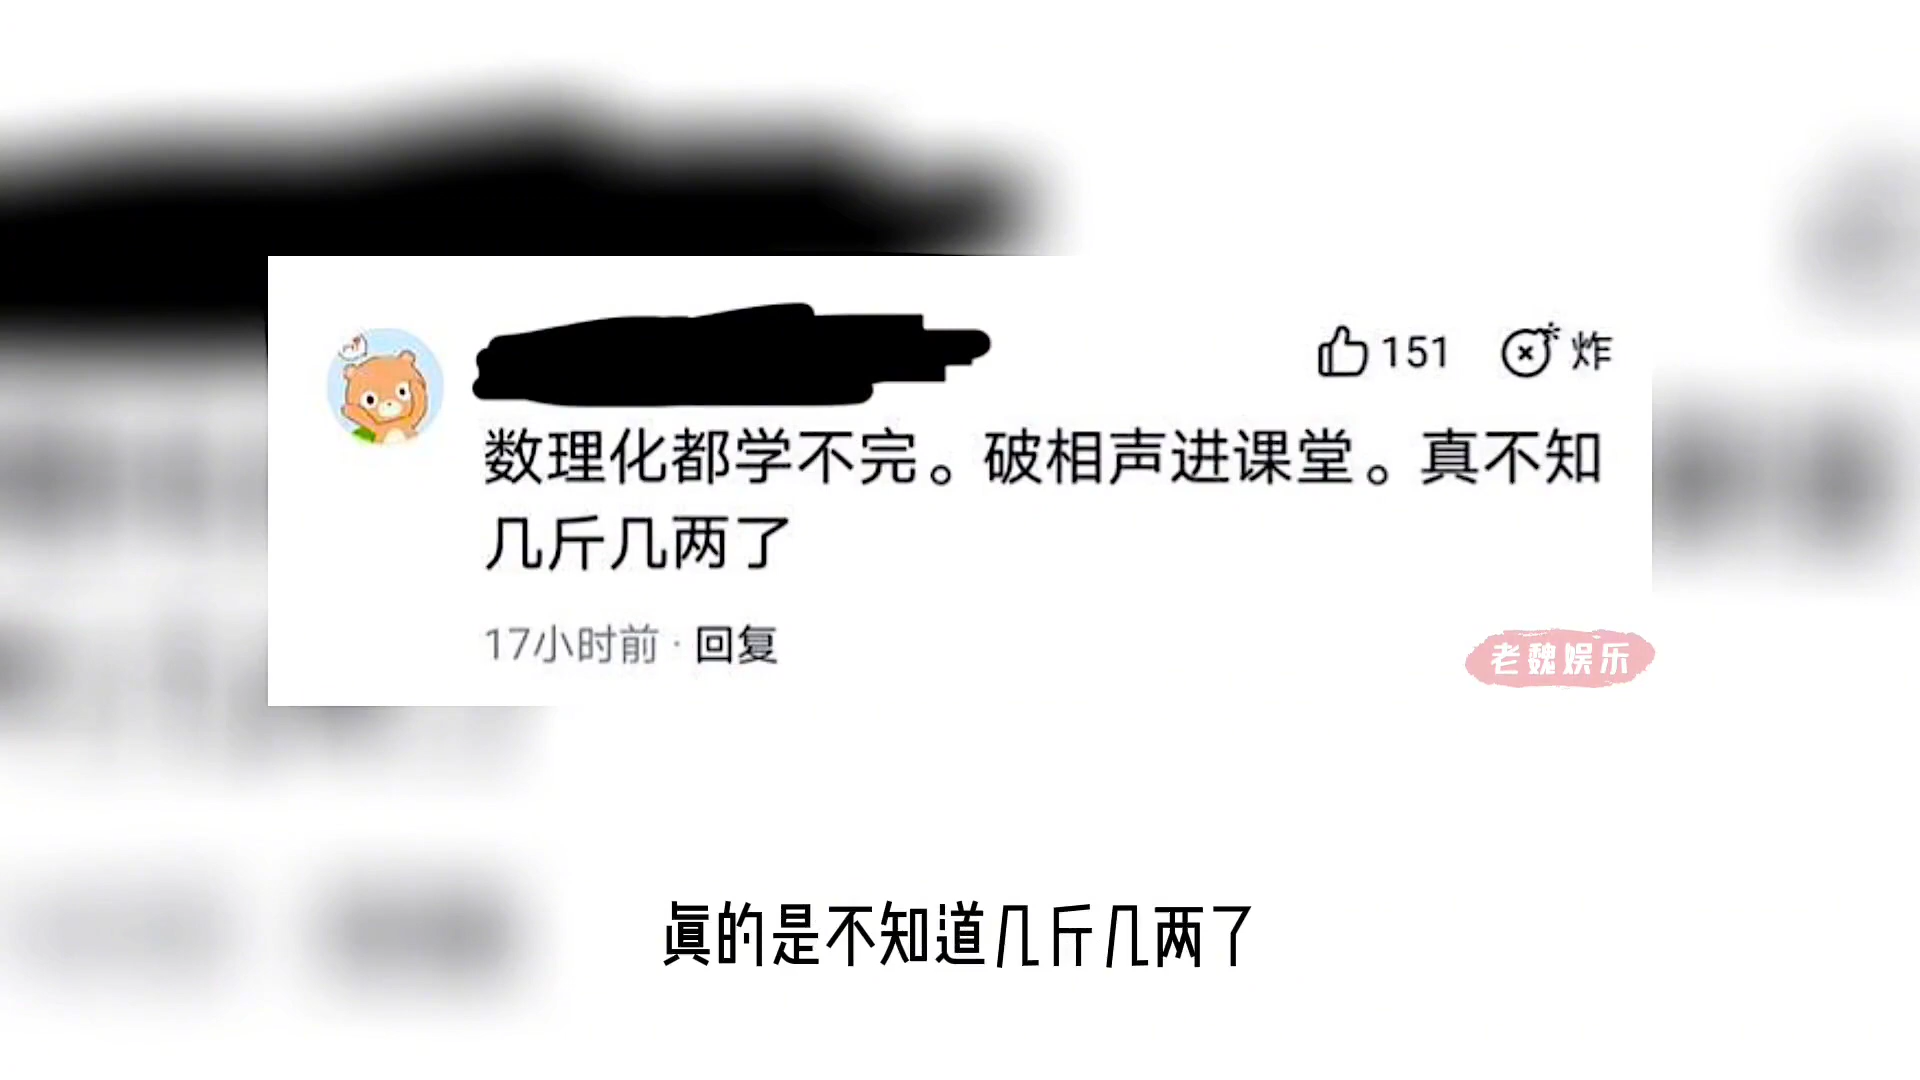 151 炸
数理化都学不完。破相声进课堂。真不知
几斤几两了
17小时前 · 回复
老魏娱乐
真的是不知道几斤几两了